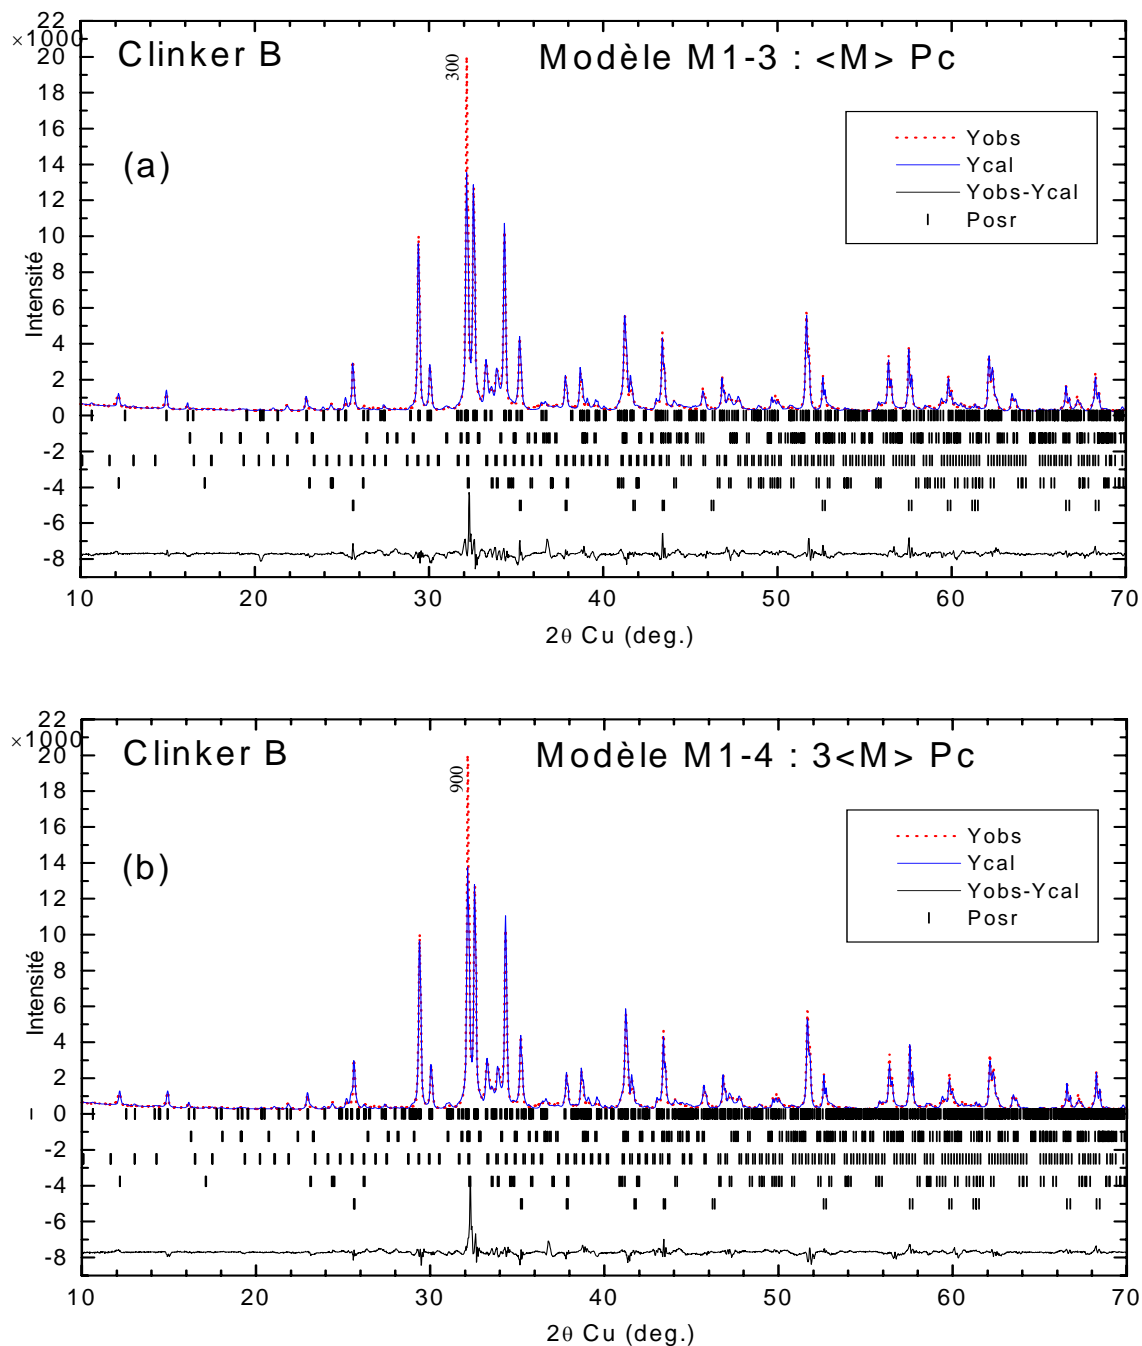 22
×1000
20
18
16
14
12
10
8
6
4
2
0
-2
-4
-6
-8
Intensité
Clinker B
Modèle M1-3 : <M> Pc
300
(a)
Yobs
Ycal
Yobs-Ycal
Posr
10 20 30 40 50 60 70
2θ Cu (deg.)
22
×1000
20
18
16
14
12
10
8
6
4
2
0
-2
-4
-6
-8
Intensité
Clinker B
Modèle M1-4 : 3<M> Pc
900
(b)
Yobs
Ycal
Yobs-Ycal
Posr
10 20 30 40 50 60 70
2θ Cu (deg.)